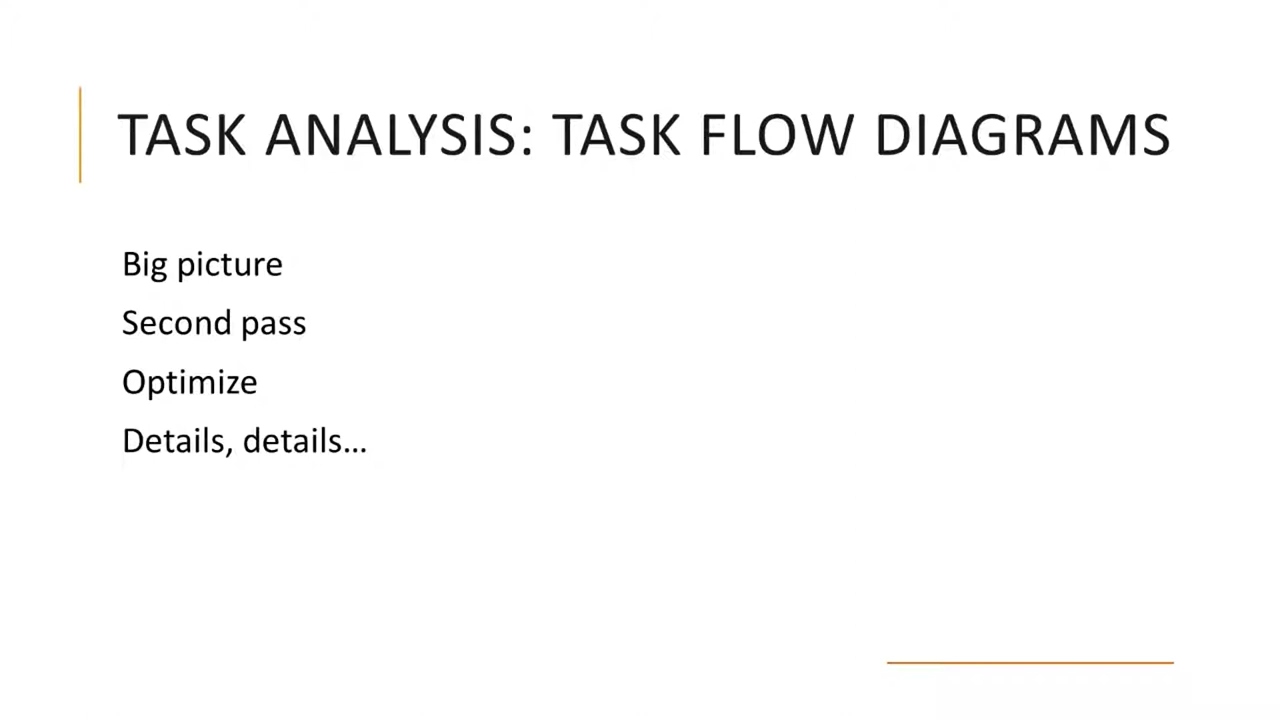 TASK ANALYSIS: TASK FLOW DIAGRAMS
Big picture
Second pass
Optimize
Details, details…